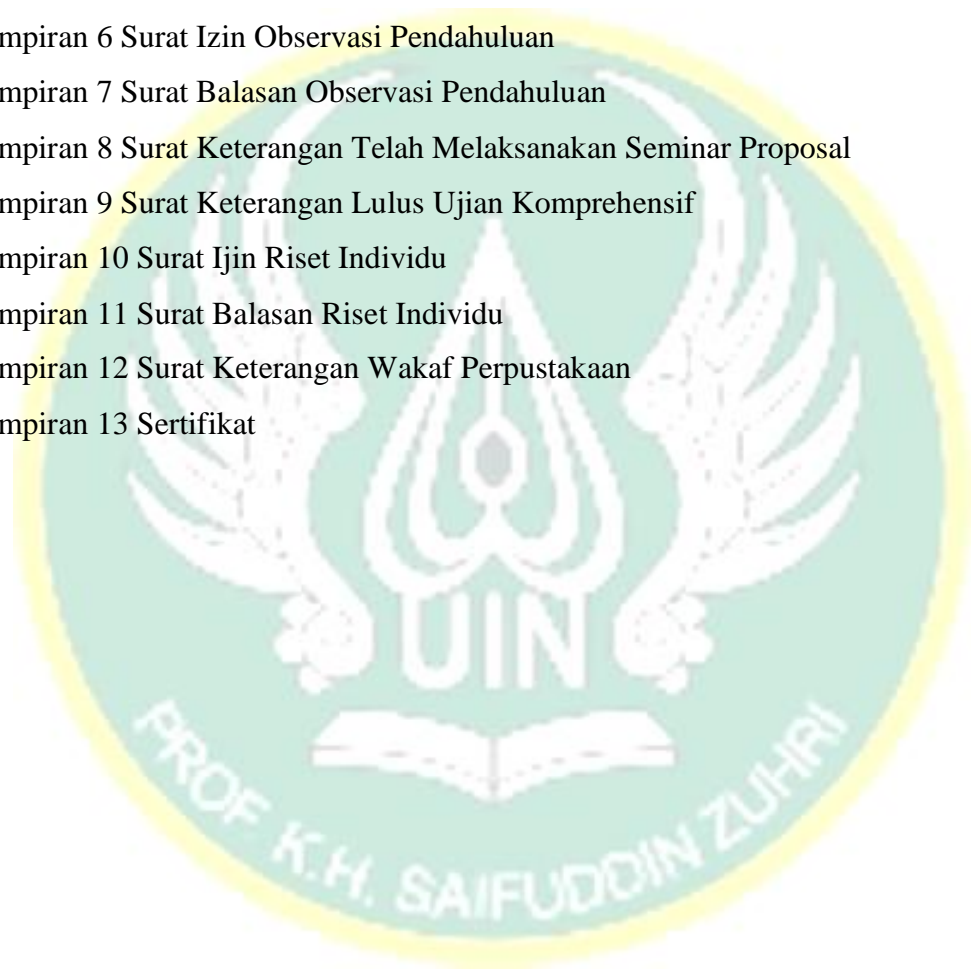 mpiran 6 Surat Izin Observasi Pendahuluan
mpiran 7 Surat Balasan Observasi Pendahuluan
mpiran 8 Surat Keterangan Telah Melaksanakan Seminar Proposal
mpiran 9 Surat Keterangan Lulus Ujian Komprehensif
mpiran 10 Surat Ijin Riset Individu
mpiran 11 Surat Balasan Riset Individu
mpiran 12 Surat Keterangan Wakaf Perpustakaan
mpiran 13 Sertifikat
UIN
PROF. K.H. SAIFUDDIN ZUHRI